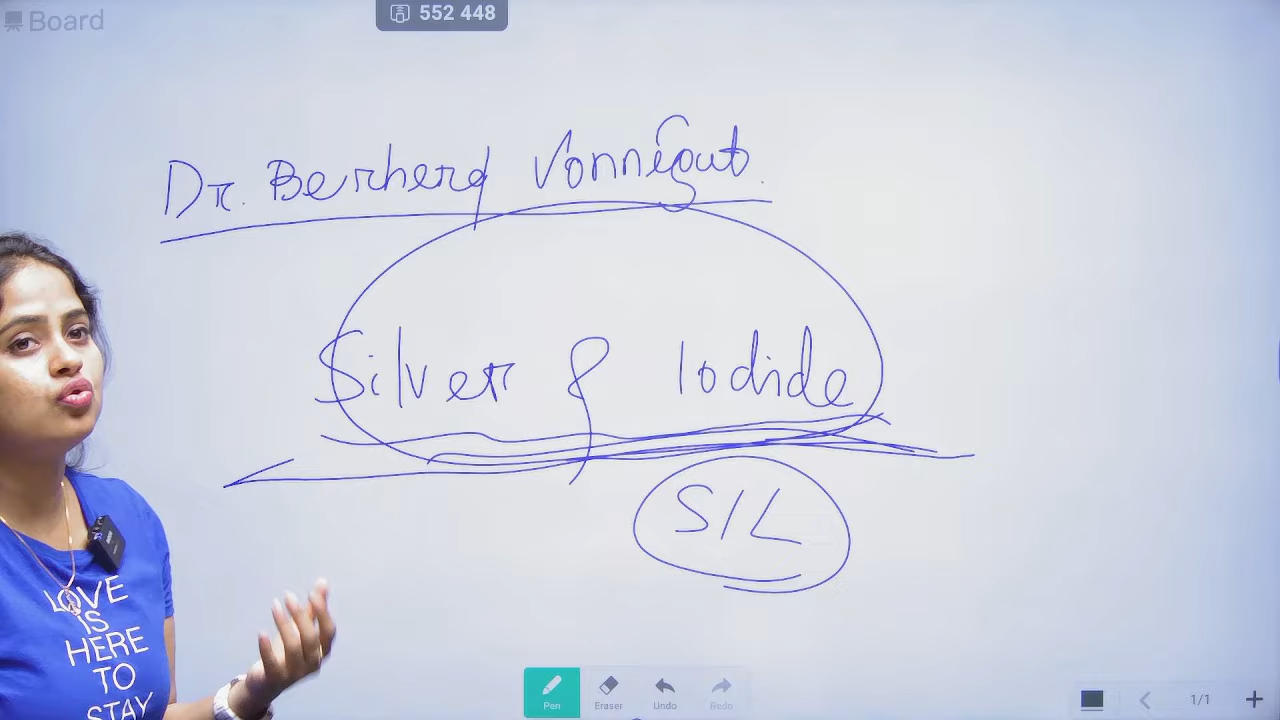 Board
552 448
Dr. Berherd Vonnegut.
Silver & Iodide
S/L
LOVE
IS
HERE
TO
STAY
Pen
Eraser
Undo
Redo
1/1